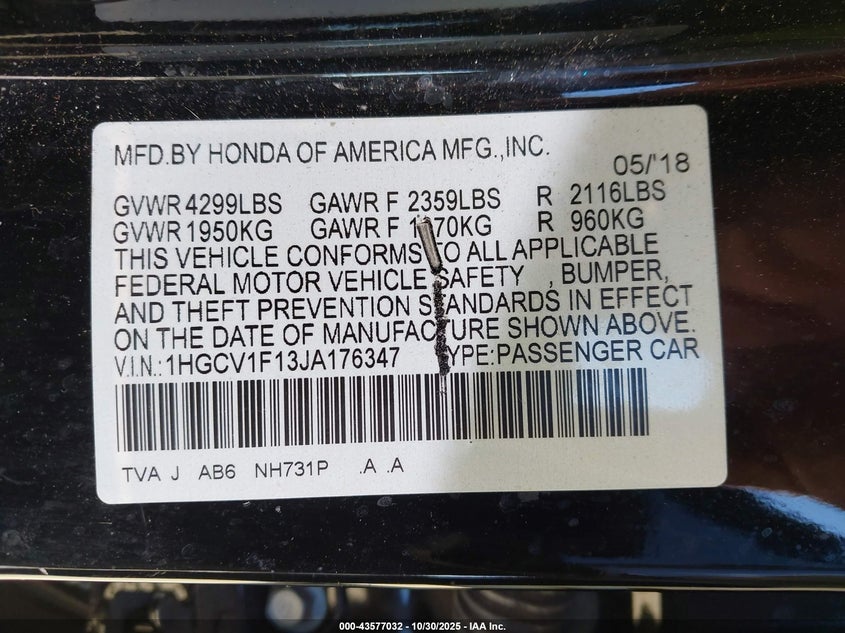 MFD.BY HONDA OF AMERICA MFG.,INC.
05/'18
GVWR 4299LBS GAWR F 2359LBS R 2116LBS
GVWR 1950KG GAWR F 70KG R 960KG
THIS VEHICLE CONFORMS TO ALL APPLICABLE
FEDERAL MOTOR VEHICLE SAFETY , BUMPER,
AND THEFT PREVENTION STANDARDS IN EFFECT
ON THE DATE OF MANUFACTURE SHOWN ABOVE.
V.I.N.:1HGCV1F13JA176347 TYPE:PASSENGER CAR
TVA J AB6 NH731P .A .A
000-43577032 - 10/30/2025 - IAA Inc.